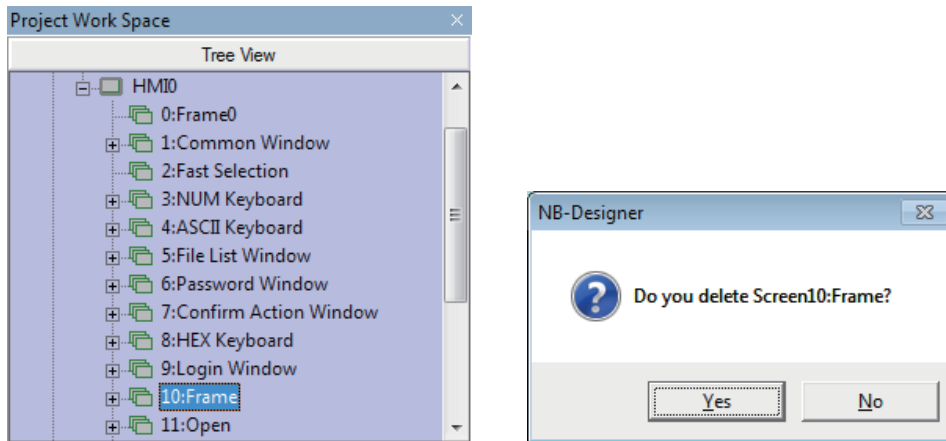 Project Work Space
Tree View
HMI0
0:Frame0
1:Common Window
2:Fast Selection
3:NUM Keyboard
4:ASCII Keyboard
5:File List Window
6:Password Window
7:Confirm Action Window
8:HEX Keyboard
9:Login Window
10:Frame
11:Open
NB-Designer
Do you delete Screen10:Frame?
Yes
No